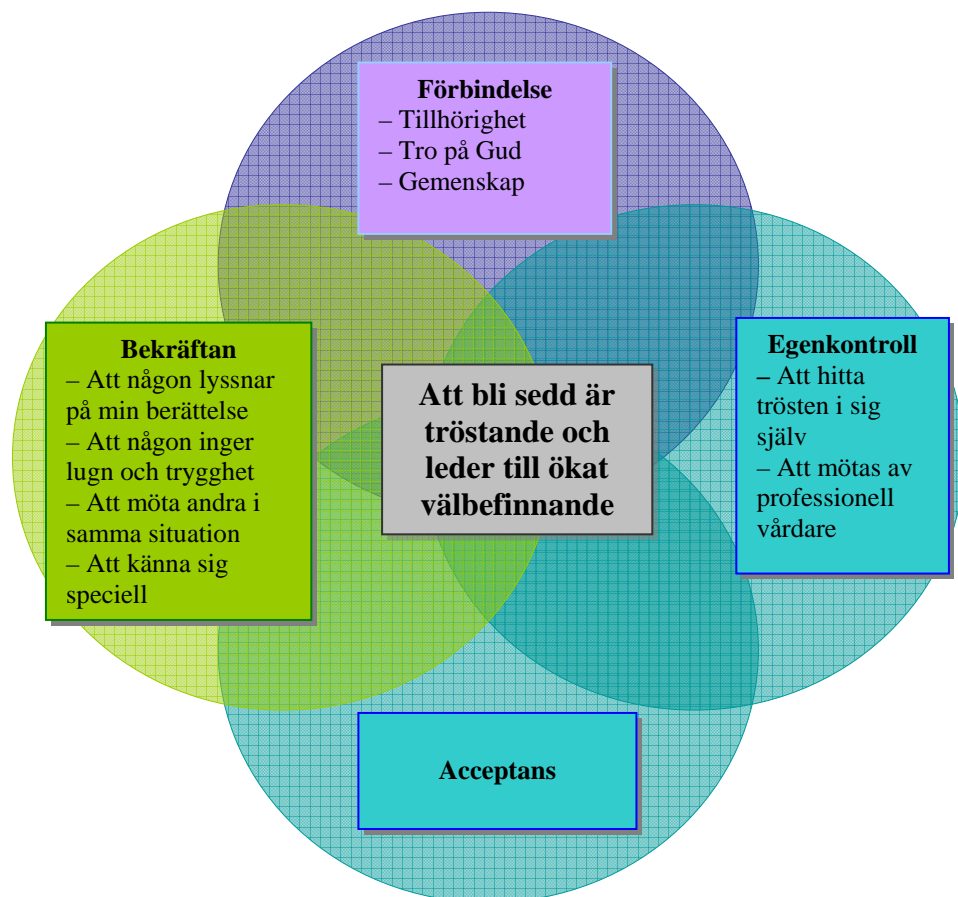 Förbindelse
– Tillhörighet
– Tro på Gud
– Gemenskap
Bekräftan
– Att någon lyssnar
på min berättelse
– Att någon inger
lugn och trygghet
– Att möta andra i
samma situation
– Att känna sig
speciell
Att bli sedd är
tröstande och
leder till ökat
välbefinnande
Egenkontroll
– Att hitta
trösten i sig
själv
– Att mötas av
professionell
vårdare
Acceptans